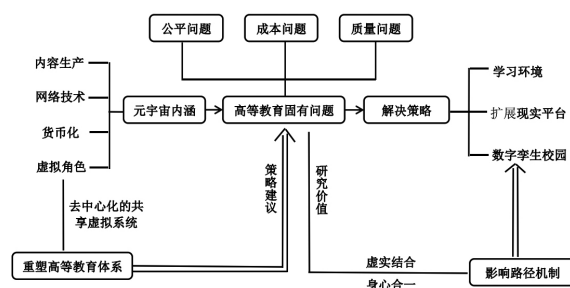 公平问题
成本问题
质量问题
内容生产
网络技术
货币化
虚拟角色
元宇宙内涵
高等教育固有问题
解决策略
学习环境
扩展现实平台
数字孪生校园
策略建议
研究价值
去中心化的共
享虚拟系统
虚实结合
身心合一
重塑高等教育体系
影响路径机制